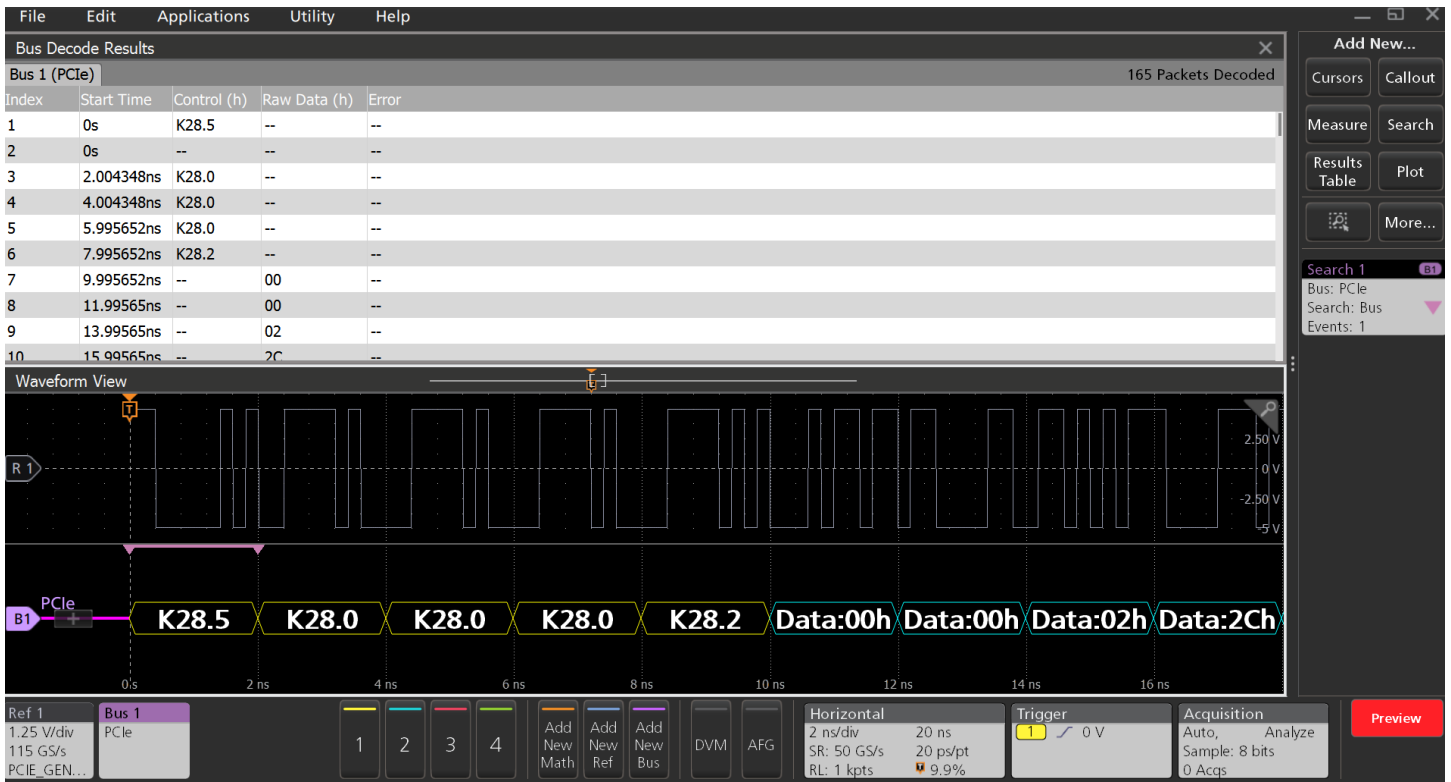 File Edit Applications Utility Help
Bus Decode Results
Bus 1 (PCIe) 165 Packets Decoded
Index Start Time Control (h) Raw Data (h) Error
1 0s K28.5 -- --
2 0s -- -- --
3 2.004348ns K28.0 -- --
4 4.004348ns K28.0 -- --
5 5.995652ns K28.0 -- --
6 7.995652ns K28.2 -- --
7 9.995652ns -- 00 --
8 11.99565ns -- 00 --
9 13.99565ns -- 02 --
10 15.99565ns -- 2C --
Waveform View
T
R 1
2.50 V
0 V
-2.50 V
-5 V
B1 PCIe
K28.5 K28.0 K28.0 K28.0 K28.2 Data:00h Data:00h Data:02h Data:2Ch
0 s 2 ns 4 ns 6 ns 8 ns 10 ns 12 ns 14 ns 16 ns
Add New...
Cursors Callout
Measure Search
Results Table Plot
More...
Search 1 B1
Bus: PCIe
Search: Bus
Events: 1
Ref 1
1.25 V/div
115 GS/s
PCIE_GEN...
Bus 1
PCIe
1 2 3 4
Add New Math
Add New Ref
Add New Bus
DVM AFG
Horizontal
2 ns/div 20 ns
SR: 50 GS/s 20 ps/pt
RL: 1 kpts 9.9%
Trigger
1 0 V
Acquisition
Auto, Analyze
Sample: 8 bits
0 Acqs
Preview